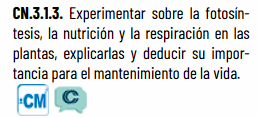 CN.3.1.3. Experimentar sobre la fotosín-
tesis, la nutrición y la respiración en las
plantas, explicarlas y deducir su impor-
tancia para el mantenimiento de la vida.
CM C